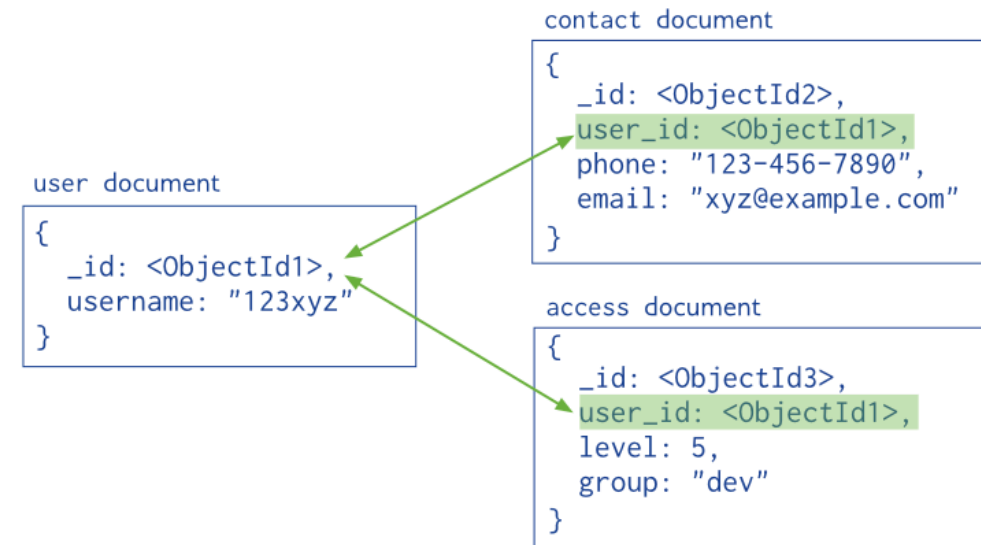 user document
{
_id: <ObjectId1>,
username: "123xyz"
}
contact document
{
_id: <ObjectId2>,
user_id: <ObjectId1>,
phone: "123-456-7890",
email: "xyz@example.com"
}
access document
{
_id: <ObjectId3>,
user_id: <ObjectId1>,
level: 5,
group: "dev"
}